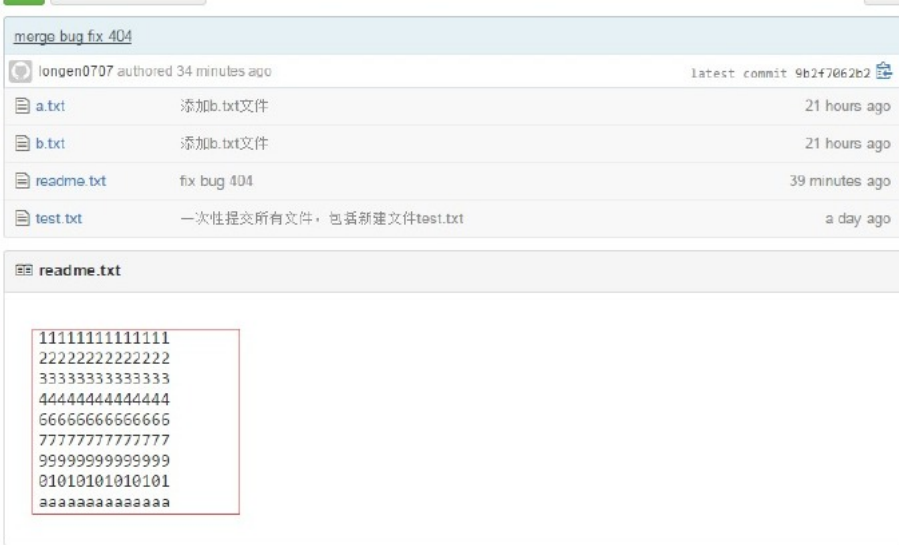 merge bug fix 404
longen0707 authored 34 minutes ago
latest commit 9b2f7062b2
a.txt 添加b.txt文件 21 hours ago
b.txt 添加b.txt文件 21 hours ago
readme.txt fix bug 404 39 minutes ago
test.txt 一次性提交所有文件，包括新建文件test.txt a day ago
readme.txt
11111111111111
22222222222222
33333333333333
44444444444444
66666666666666
77777777777777
99999999999999
01010101010101
aaaaaaaaaaaaaa